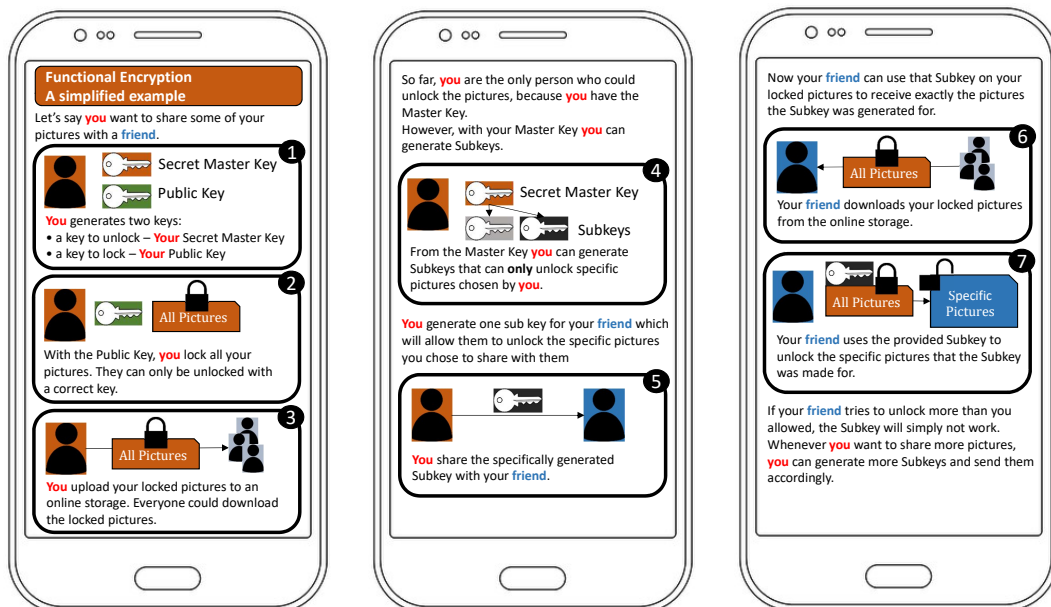 Functional Encryption
A simplified example
Let's say you want to share some of your
pictures with a friend.
1
Secret Master Key
Public Key
You generates two keys:
• a key to unlock – Your Secret Master Key
• a key to lock – Your Public Key
2
All Pictures
With the Public Key, you lock all your
pictures. They can only be unlocked with
a correct key.
3
All Pictures
You upload your locked pictures to an
online storage. Everyone could download
the locked pictures.
So far, you are the only person who could
unlock the pictures, because you have the
Master Key.
However, with your Master Key you can
generate Subkeys.
4
Secret Master Key
Subkeys
From the Master Key you can generate
Subkeys that can only unlock specific
pictures chosen by you.
You generate one sub key for your friend which
will allow them to unlock the specific pictures
you chose to share with them
5
You share the specifically generated
Subkey with your friend.
Now your friend can use that Subkey on your
locked pictures to receive exactly the pictures
the Subkey was generated for.
6
All Pictures
Your friend downloads your locked pictures
from the online storage.
7
All Pictures
Specific
Pictures
Your friend uses the provided Subkey to
unlock the specific pictures that the Subkey
was made for.
If your friend tries to unlock more than you
allowed, the Subkey will simply not work.
Whenever you want to share more pictures,
you can generate more Subkeys and send them
accordingly.